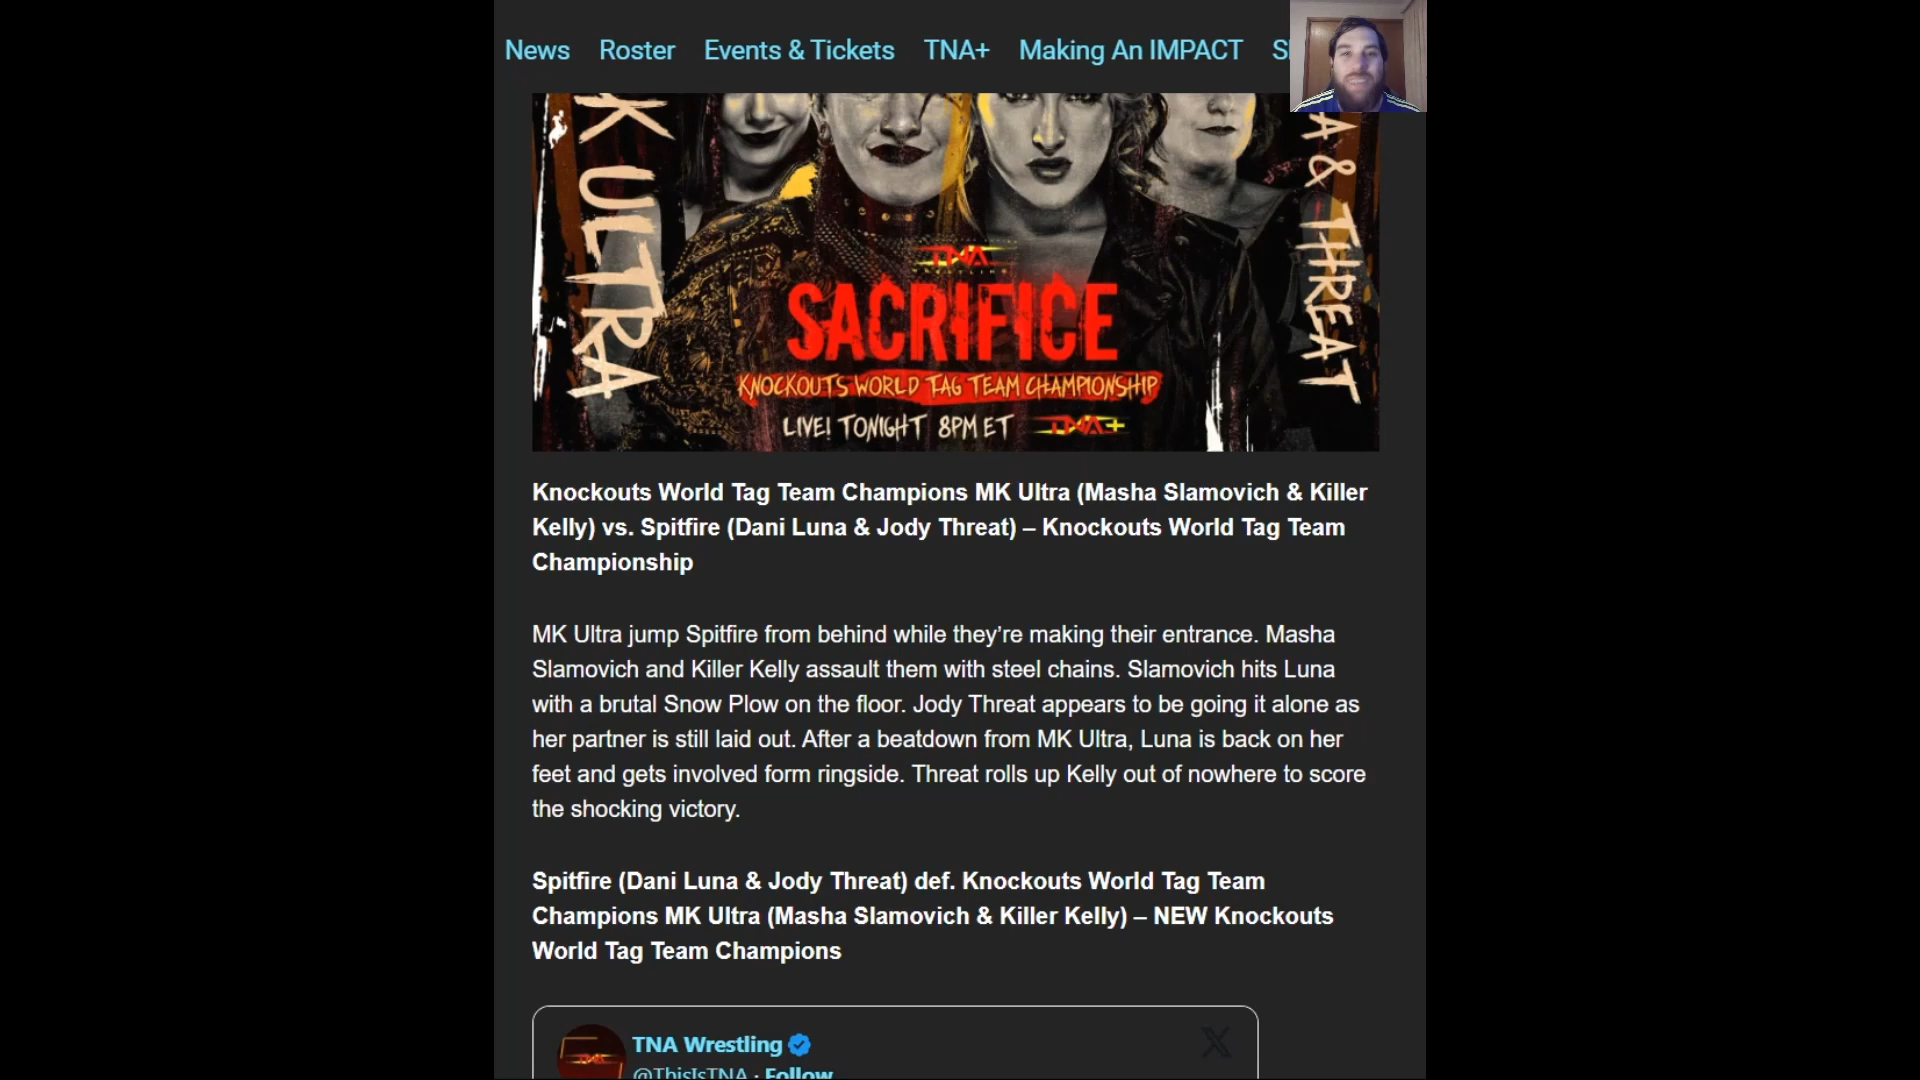 News Roster Events & Tickets TNA+ Making An IMPACT
K ULTRA
A & THREAT
TNA
WRESTLING
SACRIFICE
KNOCKOUTS WORLD TAG TEAM CHAMPIONSHIP
LIVE! TONIGHT 8PM ET TNA+
Knockouts World Tag Team Champions MK Ultra (Masha Slamovich & Killer
Kelly) vs. Spitfire (Dani Luna & Jody Threat) – Knockouts World Tag Team
Championship
MK Ultra jump Spitfire from behind while they’re making their entrance. Masha
Slamovich and Killer Kelly assault them with steel chains. Slamovich hits Luna
with a brutal Snow Plow on the floor. Jody Threat appears to be going it alone as
her partner is still laid out. After a beatdown from MK Ultra, Luna is back on her
feet and gets involved form ringside. Threat rolls up Kelly out of nowhere to score
the shocking victory.
Spitfire (Dani Luna & Jody Threat) def. Knockouts World Tag Team
Champions MK Ultra (Masha Slamovich & Killer Kelly) – NEW Knockouts
World Tag Team Champions
TNA Wrestling
@ThisIsTNA · Follow